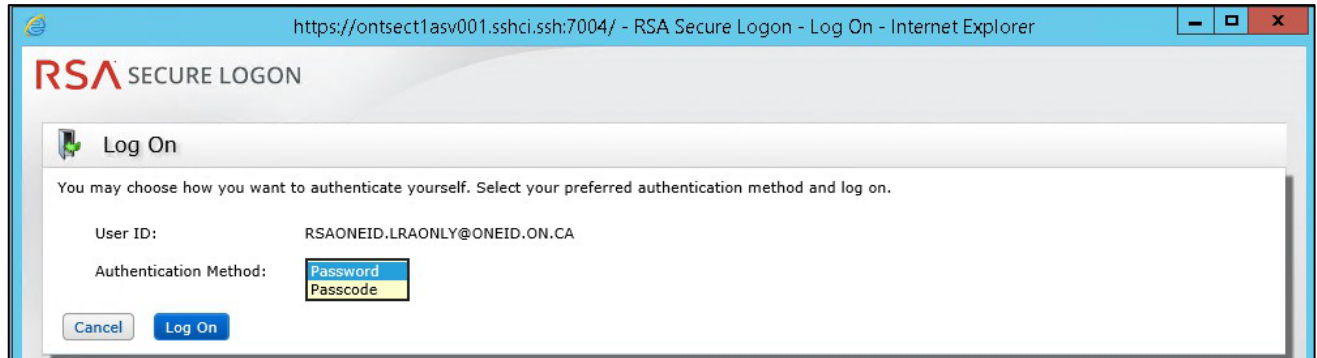 https://ontsect1asv001.sshci.ssh:7004/ - RSA Secure Logon - Log On - Internet Explorer
RSA SECURE LOGON
Log On
You may choose how you want to authenticate yourself. Select your preferred authentication method and log on.
User ID: RSAONEID.LRAONLY@ONEID.ON.CA
Authentication Method: Password
Passcode
Cancel Log On